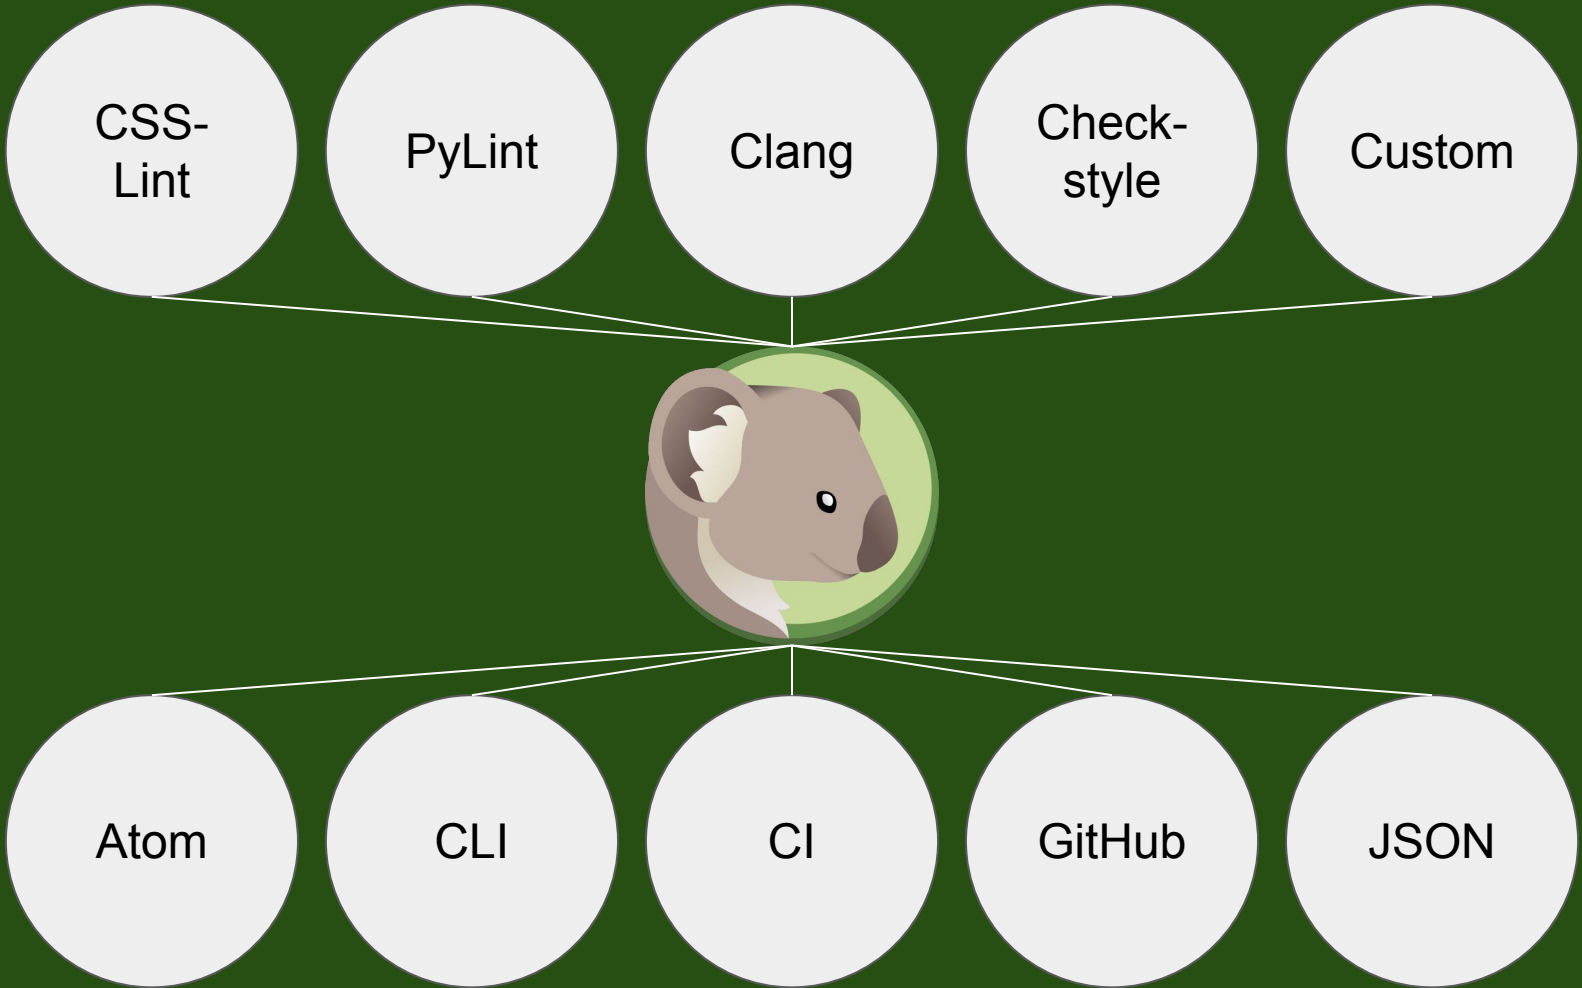 CSS-
Lint
PyLint
Clang
Check-
style
Custom
Atom
CLI
CI
GitHub
JSON